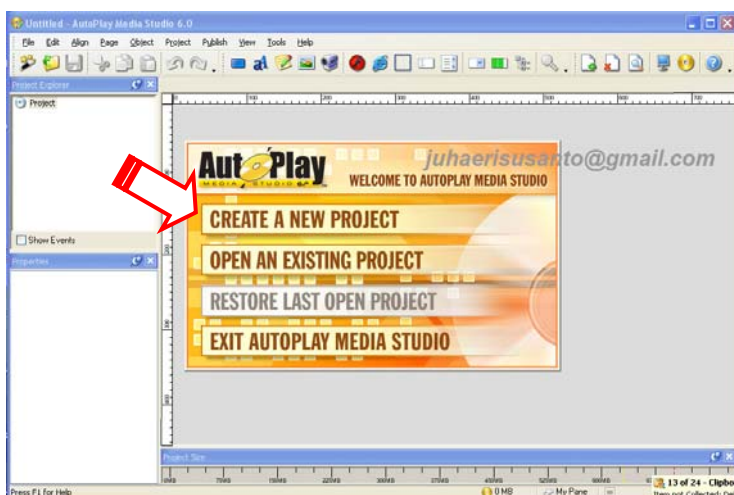 Untitled - AutoPlay Media Studio 6.0
File Edit Align Page Object Project Publish View Tools Help
Project Explorer
Project
Show Events
Properties
juhaerisusanto@gmail.com
AutoPlay
MEDIA STUDIO
WELCOME TO AUTOPLAY MEDIA STUDIO
CREATE A NEW PROJECT
OPEN AN EXISTING PROJECT
RESTORE LAST OPEN PROJECT
EXIT AUTOPLAY MEDIA STUDIO
Project Size
Press F1 for Help
0 MB
My Pane
13 of 24 - Clipbo
Item not Collected: